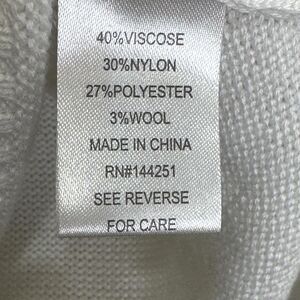 40%VISCOSE
30%NYLON
27%POLYESTER
3%WOOL
MADE IN CHINA
RN#144251
SEE REVERSE
FOR CARE